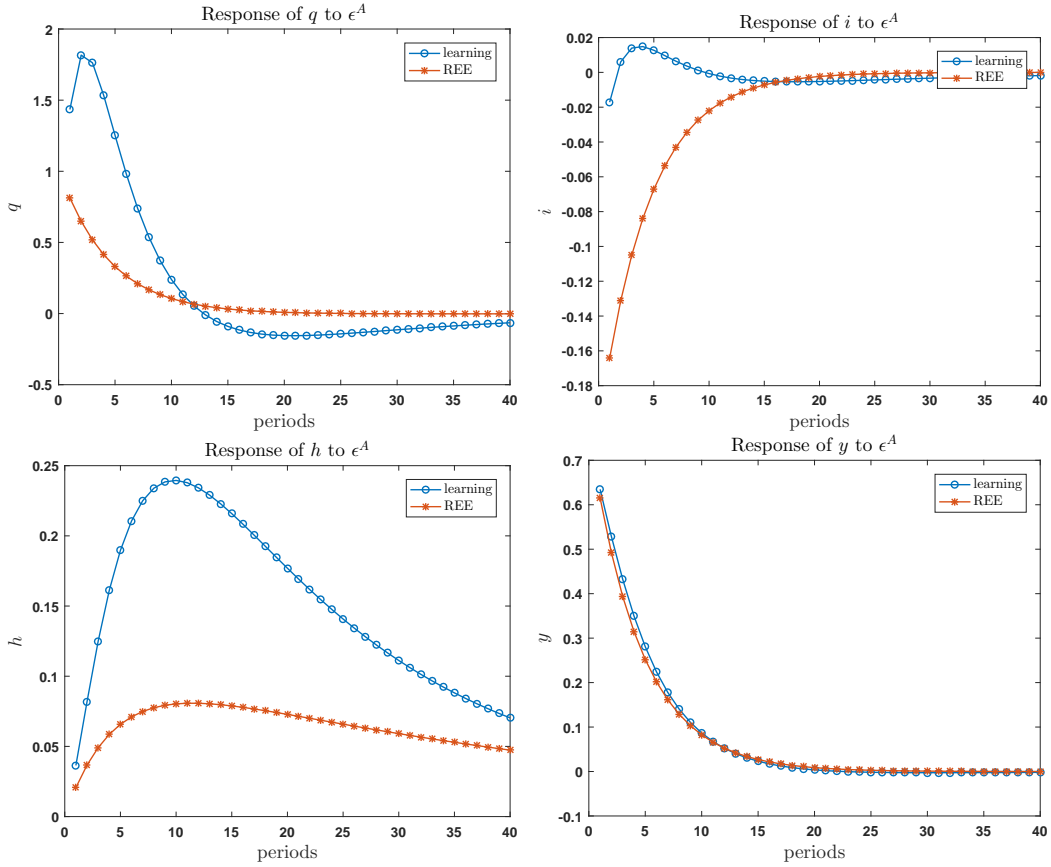 Response of q to ϵ^A
2
1.5
1
0.5
0
-0.5
q
0 5 10 15 20 25 30 35 40
periods
learning
REE
Response of i to ϵ^A
0.02
0
-0.02
-0.04
-0.06
-0.08
-0.1
-0.12
-0.14
-0.16
-0.18
i
0 5 10 15 20 25 30 35 40
periods
learning
REE
Response of h to ϵ^A
0.25
0.2
0.15
0.1
0.05
0
h
0 5 10 15 20 25 30 35 40
periods
learning
REE
Response of y to ϵ^A
0.7
0.6
0.5
0.4
0.3
0.2
0.1
0
-0.1
y
0 5 10 15 20 25 30 35 40
periods
learning
REE